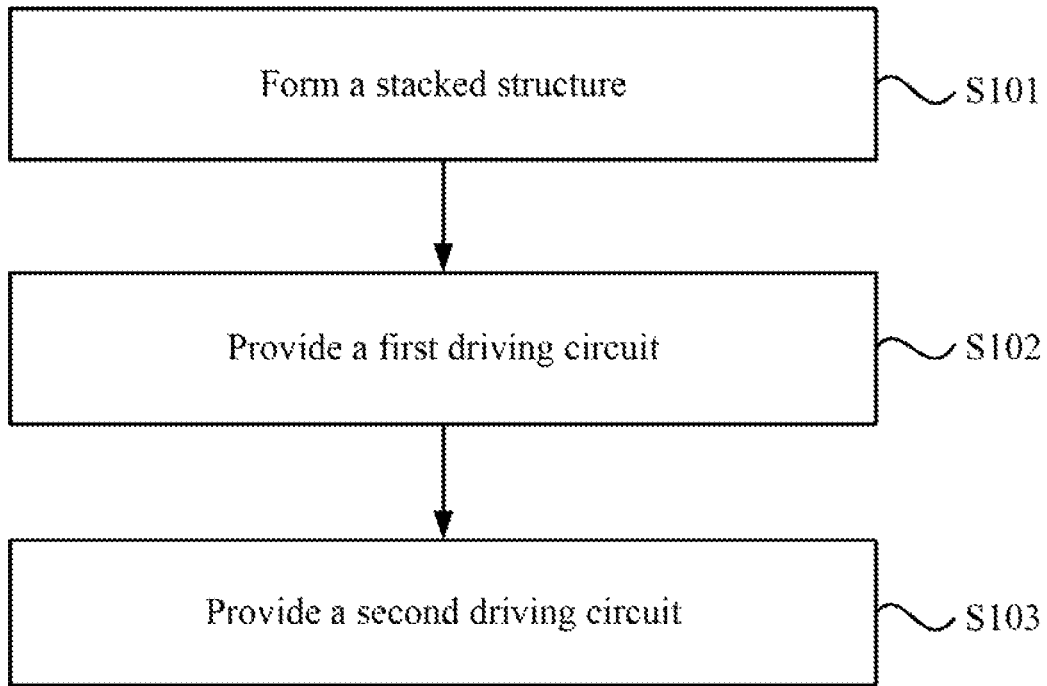 Form a stacked structure
S101
Provide a first driving circuit
S102
Provide a second driving circuit
S103